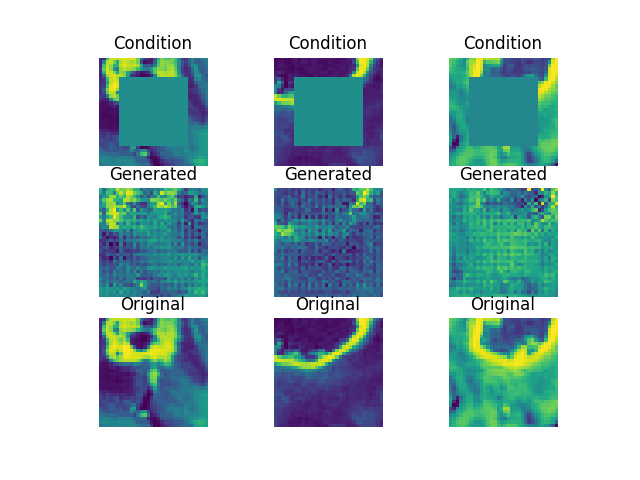 Condition Condition Condition
Generated Generated Generated
Original Original Original